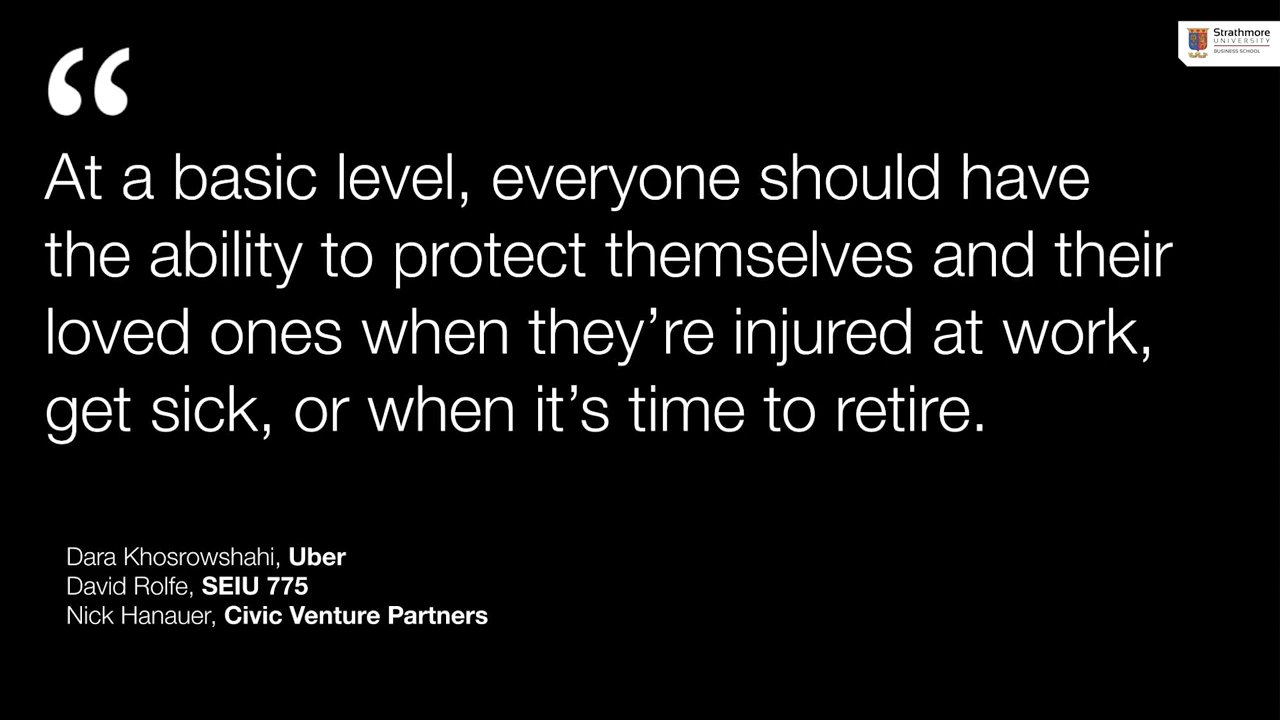 Strathmore
UNIVERSITY
BUSINESS SCHOOL
“
At a basic level, everyone should have
the ability to protect themselves and their
loved ones when they’re injured at work,
get sick, or when it’s time to retire.
Dara Khosrowshahi, Uber
David Rolfe, SEIU 775
Nick Hanauer, Civic Venture Partners